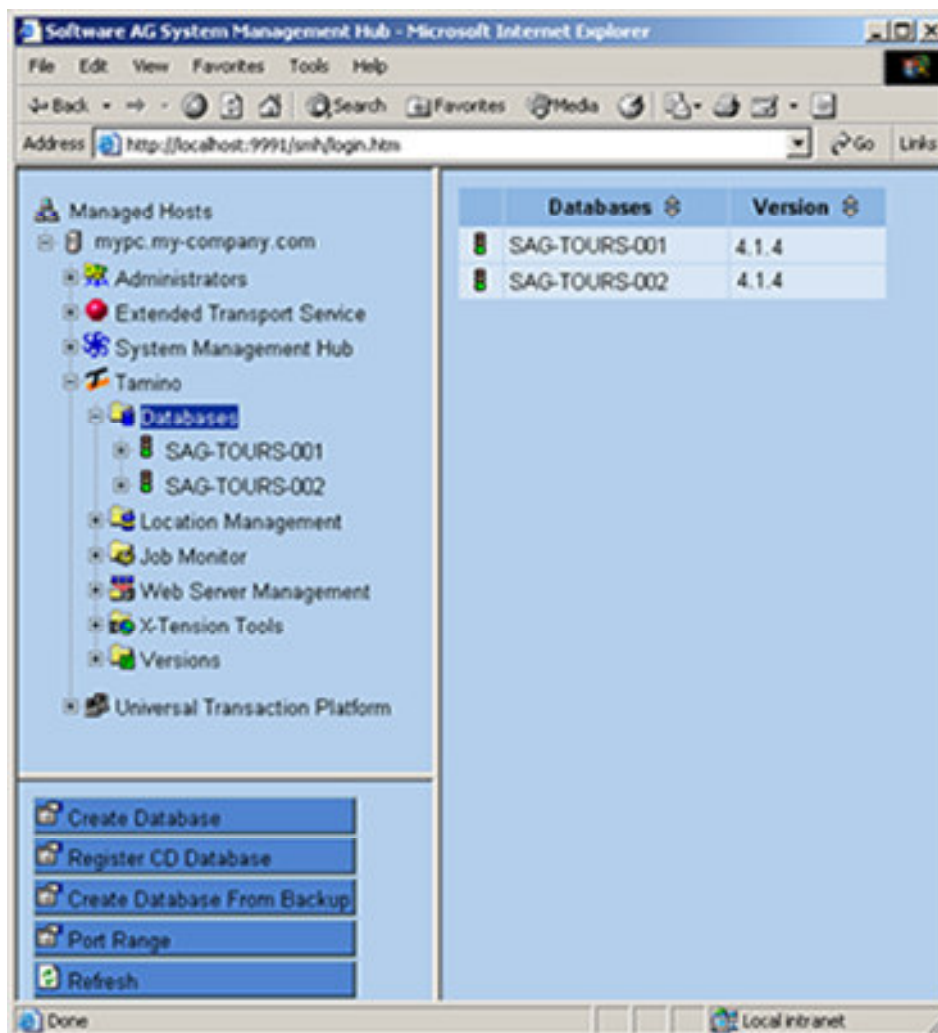 Software AG System Management Hub - Microsoft Internet Explorer
File Edit View Favorites Tools Help
Back Search Favorites Media
Address http://localhost:9991/smh/login.htm Go Links
Managed Hosts
mypc.my-company.com
Administrators
Extended Transport Service
System Management Hub
Tamino
Databases
SAG-TOURS-001
SAG-TOURS-002
Location Management
Job Monitor
Web Server Management
X-Tension Tools
Versions
Universal Transaction Platform
Databases Version
SAG-TOURS-001 4.1.4
SAG-TOURS-002 4.1.4
Create Database
Register CD Database
Create Database From Backup
Port Range
Refresh
Done Local intranet